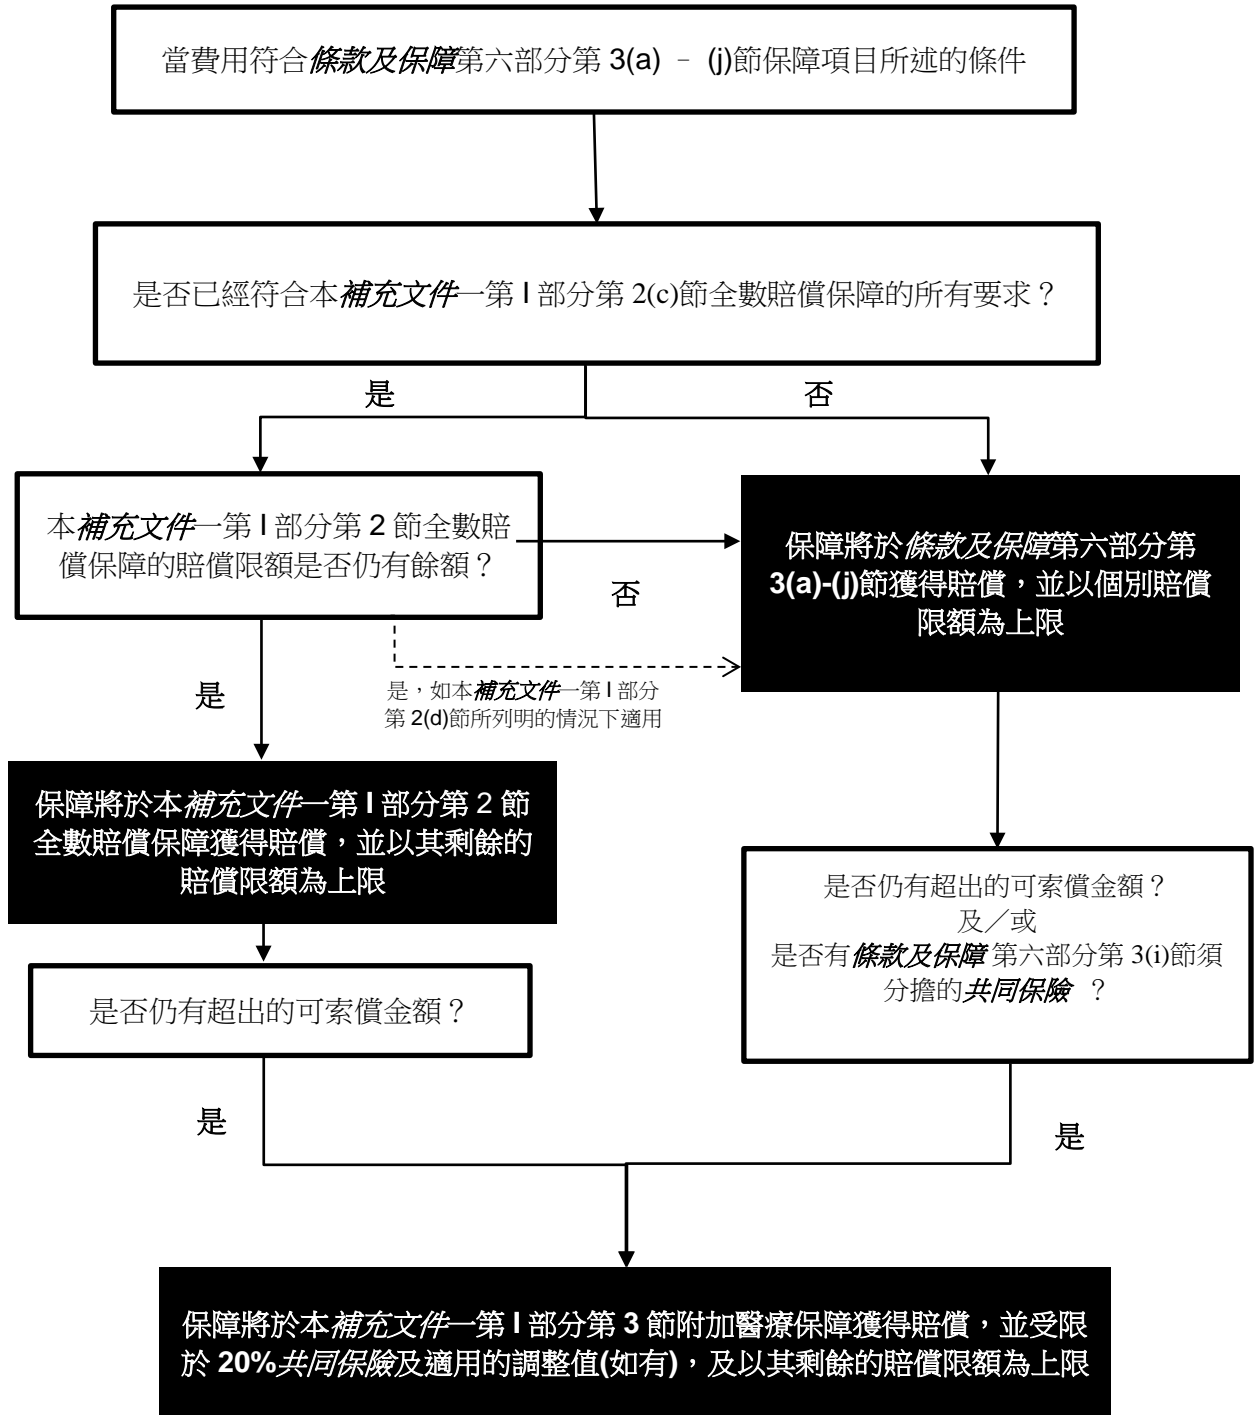 當費用符合條款及保障第六部分第 3(a) – (j)節保障項目所述的條件
是否已經符合本補充文件一第 I 部分第 2(c)節全數賠償保障的所有要求？
是
否
本補充文件一第 I 部分第 2 節全數賠
償保障的賠償限額是否仍有餘額？
否
保障將於條款及保障第六部分第
3(a)-(j)節獲得賠償，並以個別賠償
限額為上限
是
是，如本補充文件一第 I 部分
第 2(d)節所列明的情況下適用
保障將於本補充文件一第 I 部分第 2 節
全數賠償保障獲得賠償，並以其剩餘的
賠償限額為上限
是否仍有超出的可索償金額？
及／或
是否有條款及保障 第六部分第 3(i)節須
分擔的共同保險 ？
是否仍有超出的可索償金額？
是
是
保障將於本補充文件一第 I 部分第 3 節附加醫療保障獲得賠償，並受限
於 20%共同保險及適用的調整值(如有)，及以其剩餘的賠償限額為上限